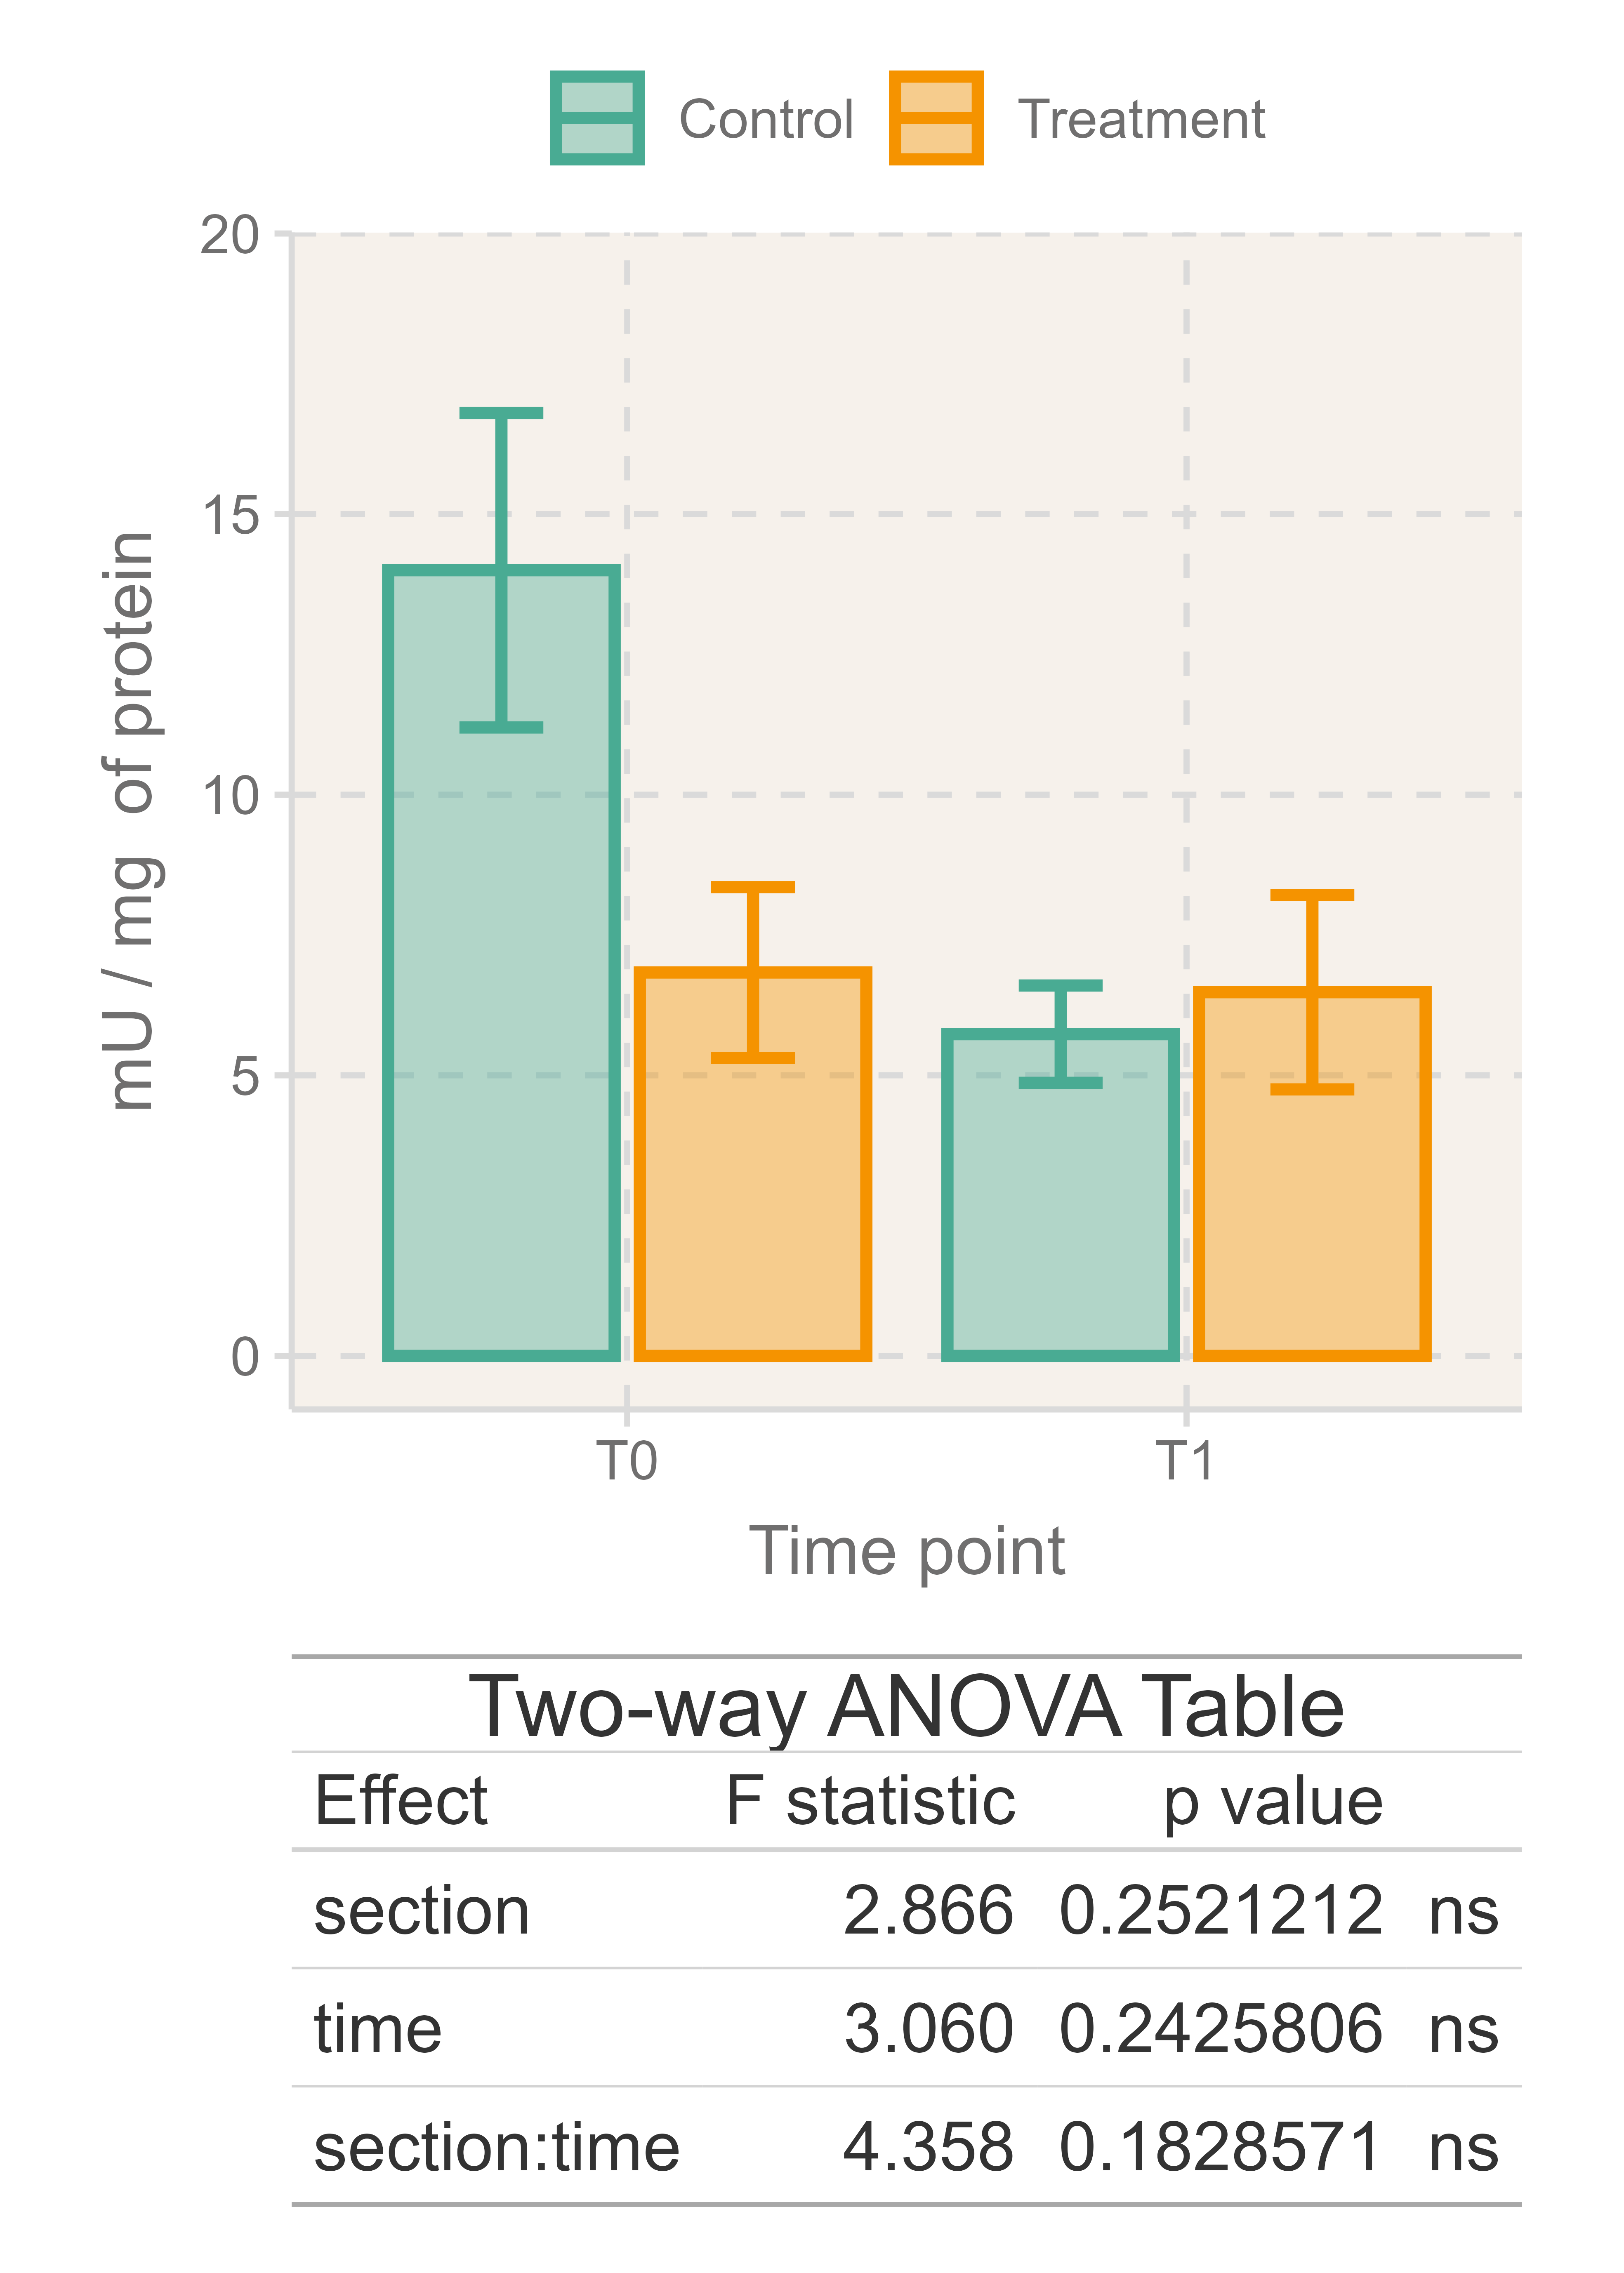 Control Treatment
20
15
10
5
0
mU / mg of protein
T0 T1
Time point
Two-way ANOVA Table
Effect F statistic p value
section 2.866 0.2521212 ns
time 3.060 0.2425806 ns
section:time 4.358 0.1828571 ns